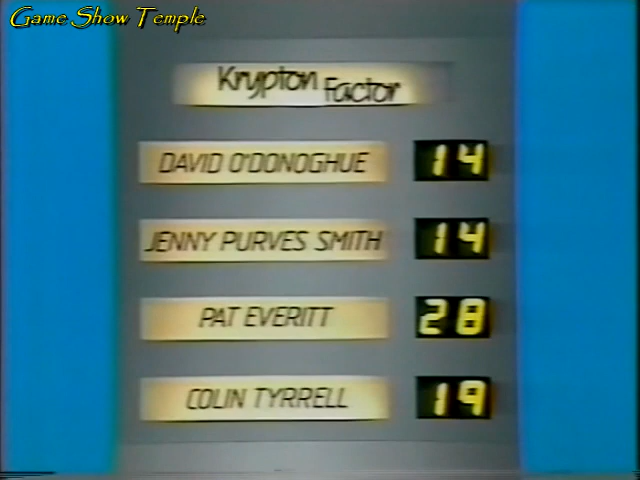 Game Show Temple
Krypton Factor
DAVID O'DONOGHUE 14
JENNY PURVES SMITH 14
PAT EVERITT 28
COLIN TYRRELL 19